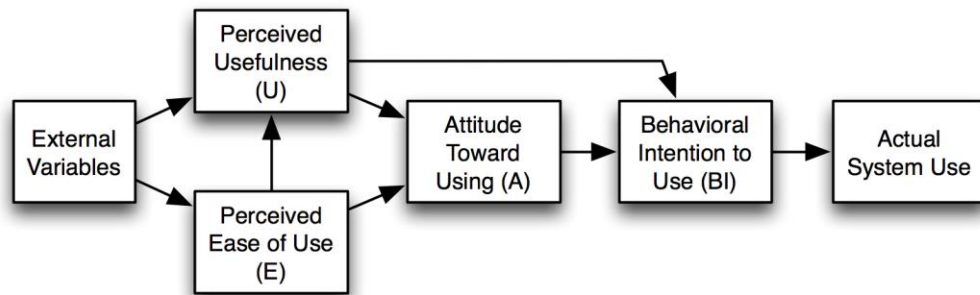 Perceived
Usefulness
(U)
External
Variables
Perceived
Ease of Use
(E)
Attitude
Toward
Using (A)
Behavioral
Intention to
Use (BI)
Actual
System Use